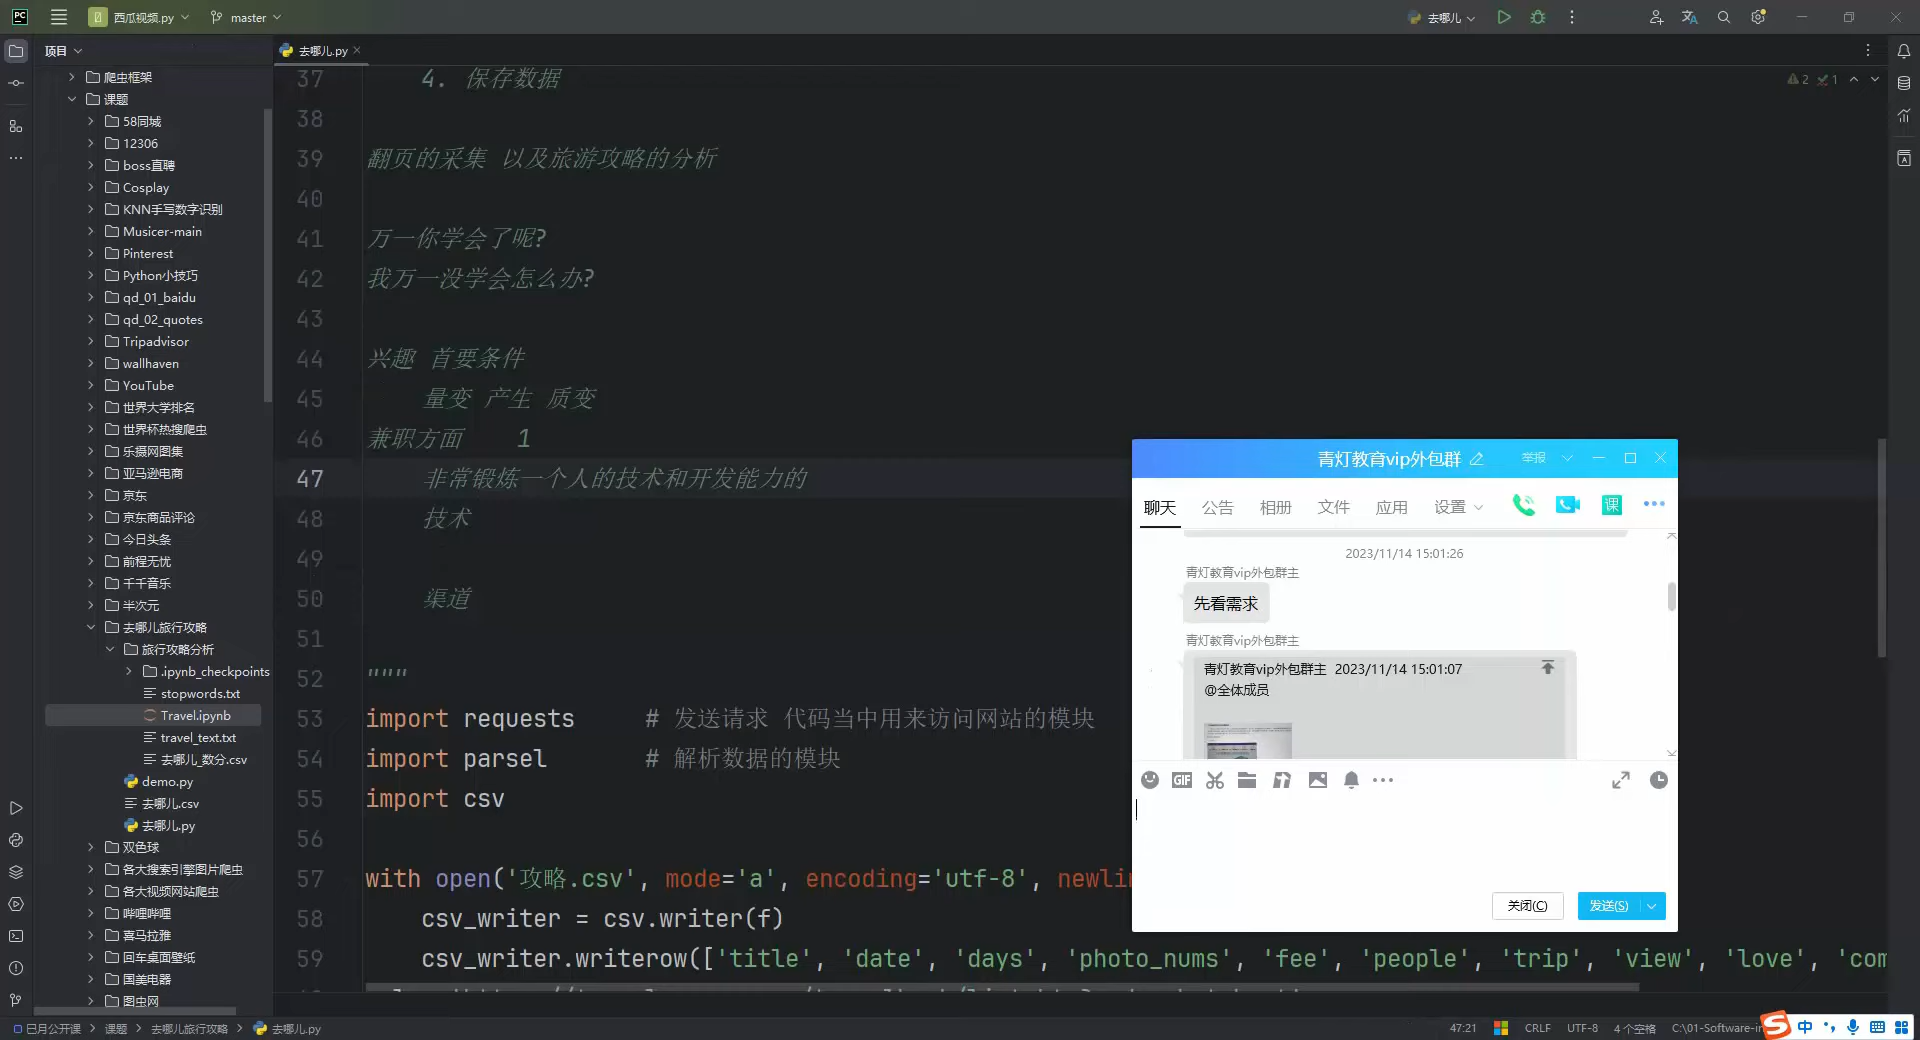 PC
西瓜视频.py
master
去哪儿
项目
去哪儿.py
爬虫框架
课题
58同城
12306
boss直聘
Cosplay
KNN手写数字识别
Musicer-main
Pinterest
Python小技巧
qd_01_baidu
qd_02_quotes
Tripadvisor
wallhaven
YouTube
世界大学排名
世界杯热搜爬虫
乐摄网图集
亚马逊电商
京东
京东商品评论
今日头条
前程无忧
千千音乐
半次元
去哪儿旅行攻略
旅行攻略分析
.ipynb_checkpoints
stopwords.txt
Travel.ipynb
travel_text.txt
去哪儿_数分.csv
demo.py
去哪儿.csv
去哪儿.py
双色球
各大搜索引擎图片爬虫
各大视频网站爬虫
哔哩哔哩
喜马拉雅
回车桌面壁纸
国美电器
图虫网
2 1
37 4. 保存数据
38
39 翻页的采集 以及旅游攻略的分析
40
41 万一你学会了呢?
42 我万一没学会怎么办?
43
44 兴趣 首要条件
45 量变 产生 质变
46 兼职方面 1
47 非常锻炼一个人的技术和开发能力的
48 技术
49
50 渠道
51
52 """
53 import requests # 发送请求 代码当中用来访问网站的模块
54 import parsel # 解析数据的模块
55 import csv
56
57 with open('攻略.csv', mode='a', encoding='utf-8', newli
58 csv_writer = csv.writer(f)
59 csv_writer.writerow(['title', 'date', 'days', 'photo_nums', 'fee', 'people', 'trip', 'view', 'love', 'com
青灯教育vip外包群
举报
聊天 公告 相册 文件 应用 设置 课
2023/11/14 15:01:26
青灯教育vip外包群主
先看需求
青灯教育vip外包群主
青灯教育vip外包群主 2023/11/14 15:01:07
@全体成员
GIF
关闭(C) 发送(S)
已月公开课 课题 去哪儿旅行攻略 去哪儿.py
47:21 CRLF UTF-8 4 个空格 C:\01-Software-in
S 中